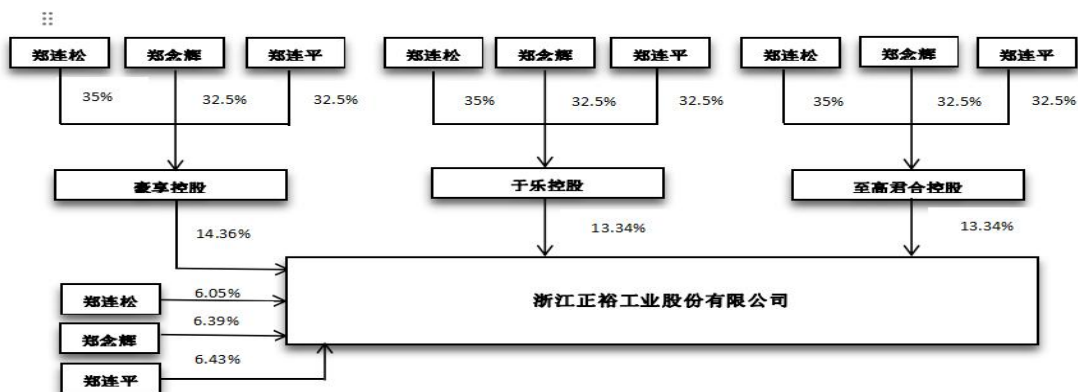 郑连松 郑念辉 郑连平 郑连松 郑念辉 郑连平 郑连松 郑念辉 郑连平
35% 32.5% 32.5% 35% 32.5% 32.5% 35% 32.5% 32.5%
豪享控股 于乐控股 至高君合控股
14.36% 13.34% 13.34%
浙江正裕工业股份有限公司
郑连松 6.05%
郑念辉 6.39%
郑连平 6.43%